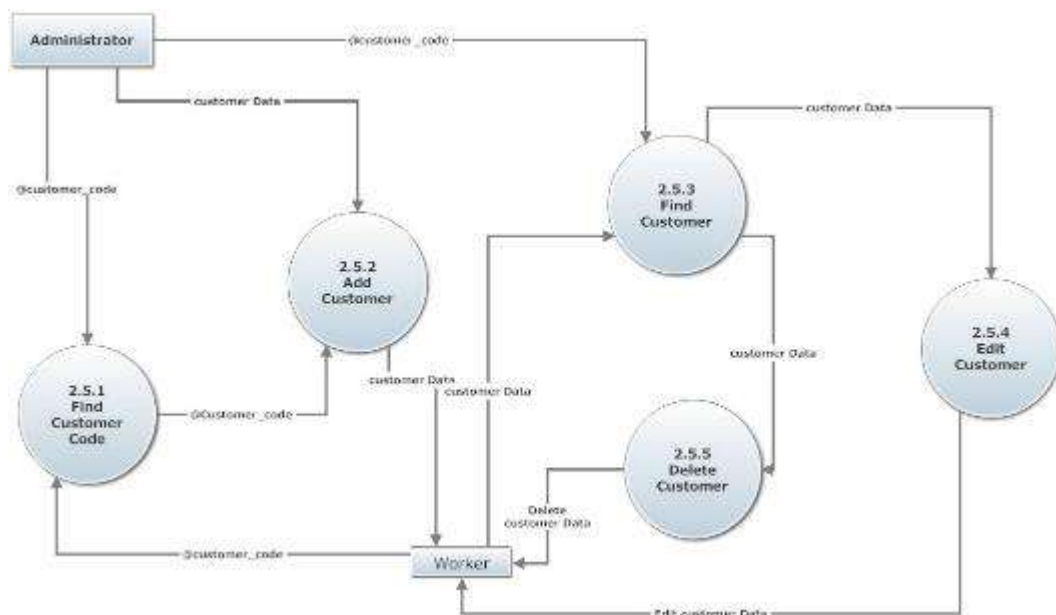 Administrator
@customer_code
customer Data
customer Data
@customer_code
2.5.3
Find
Customer
2.5.2
Add
Customer
2.5.4
Edit
Customer
customer Data
customer Data
customer Data
2.5.1
Find
Customer
Code
@Customer_code
2.5.5
Delete
Customer
Delete
customer Data
@customer_code
Worker
Edit customer Data